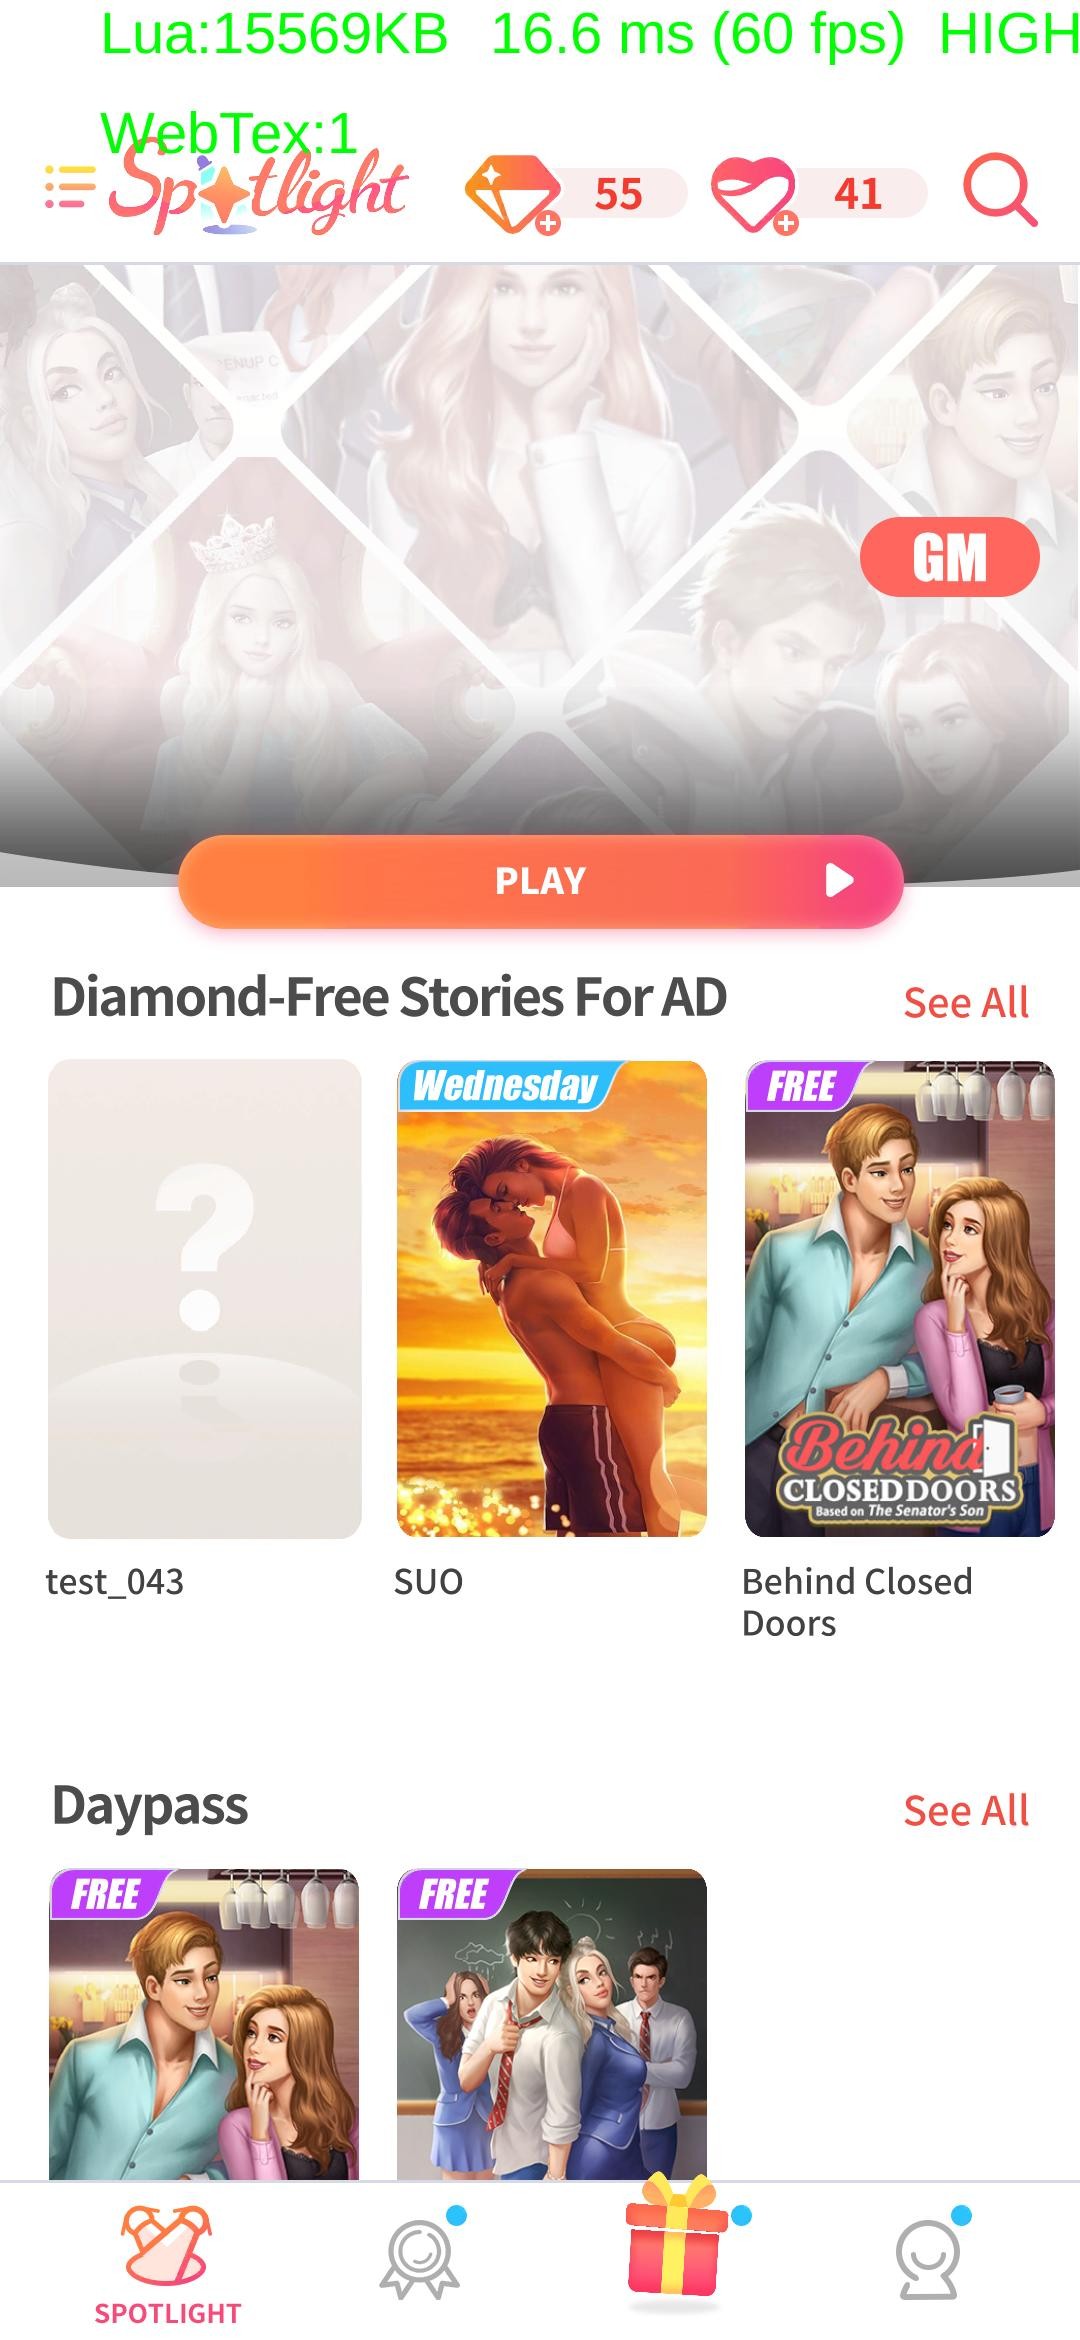 Lua:15569KB 16.6 ms (60 fps) HIGH
WebTex:1
Spotlight 55 41
GM
PLAY
Diamond-Free Stories For AD See All
Wednesday FREE
Behind
CLOSED DOORS
Based on The Senator's Son
test_043 SUO Behind Closed
Doors
Daypass See All
FREE FREE
SPOTLIGHT